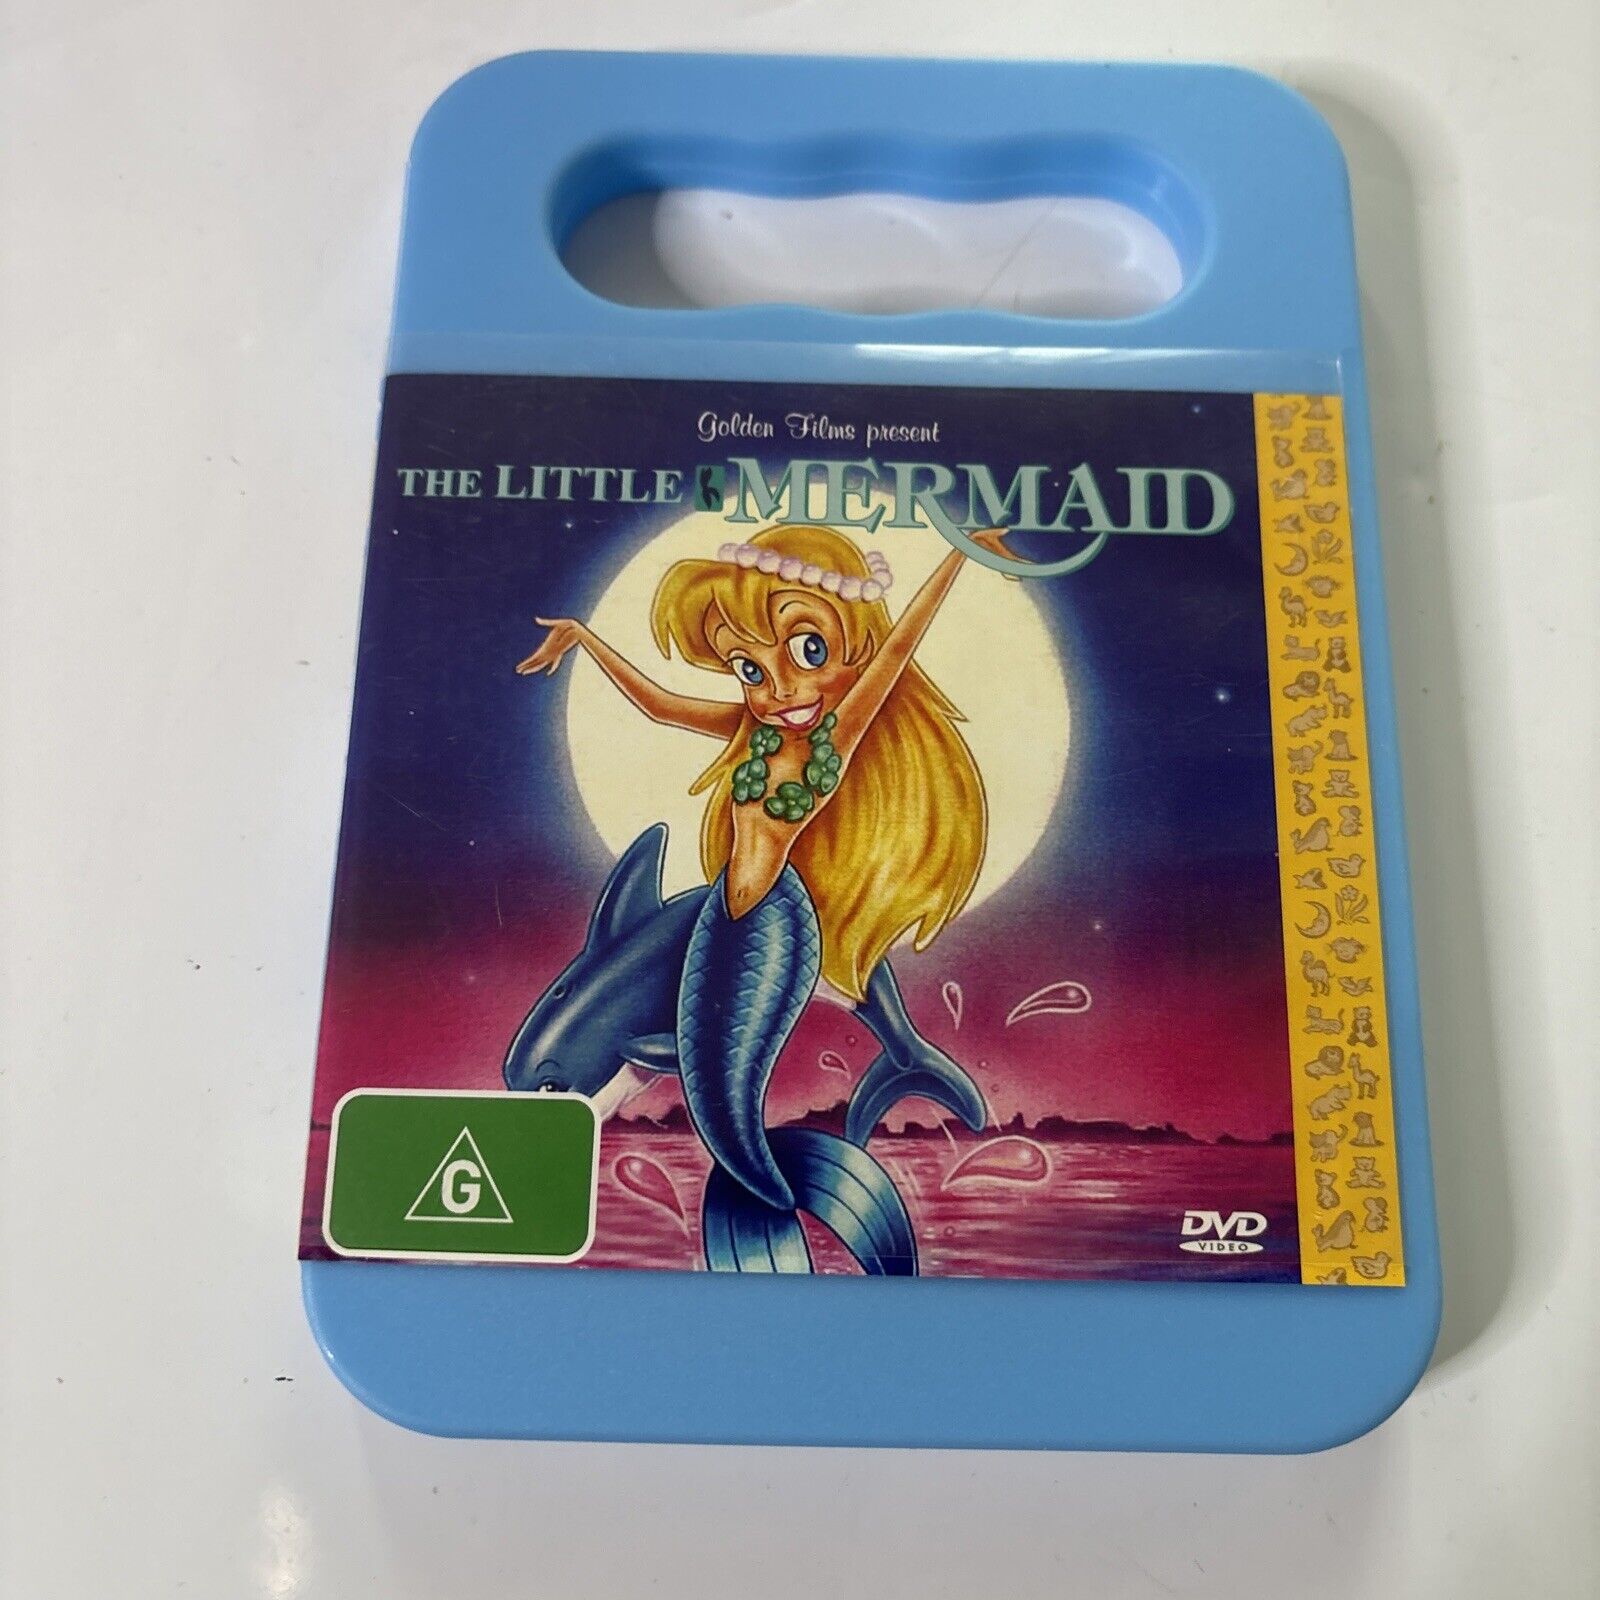 Golden Films present
THE LITTLE MERMAID
G
DVD
VIDEO